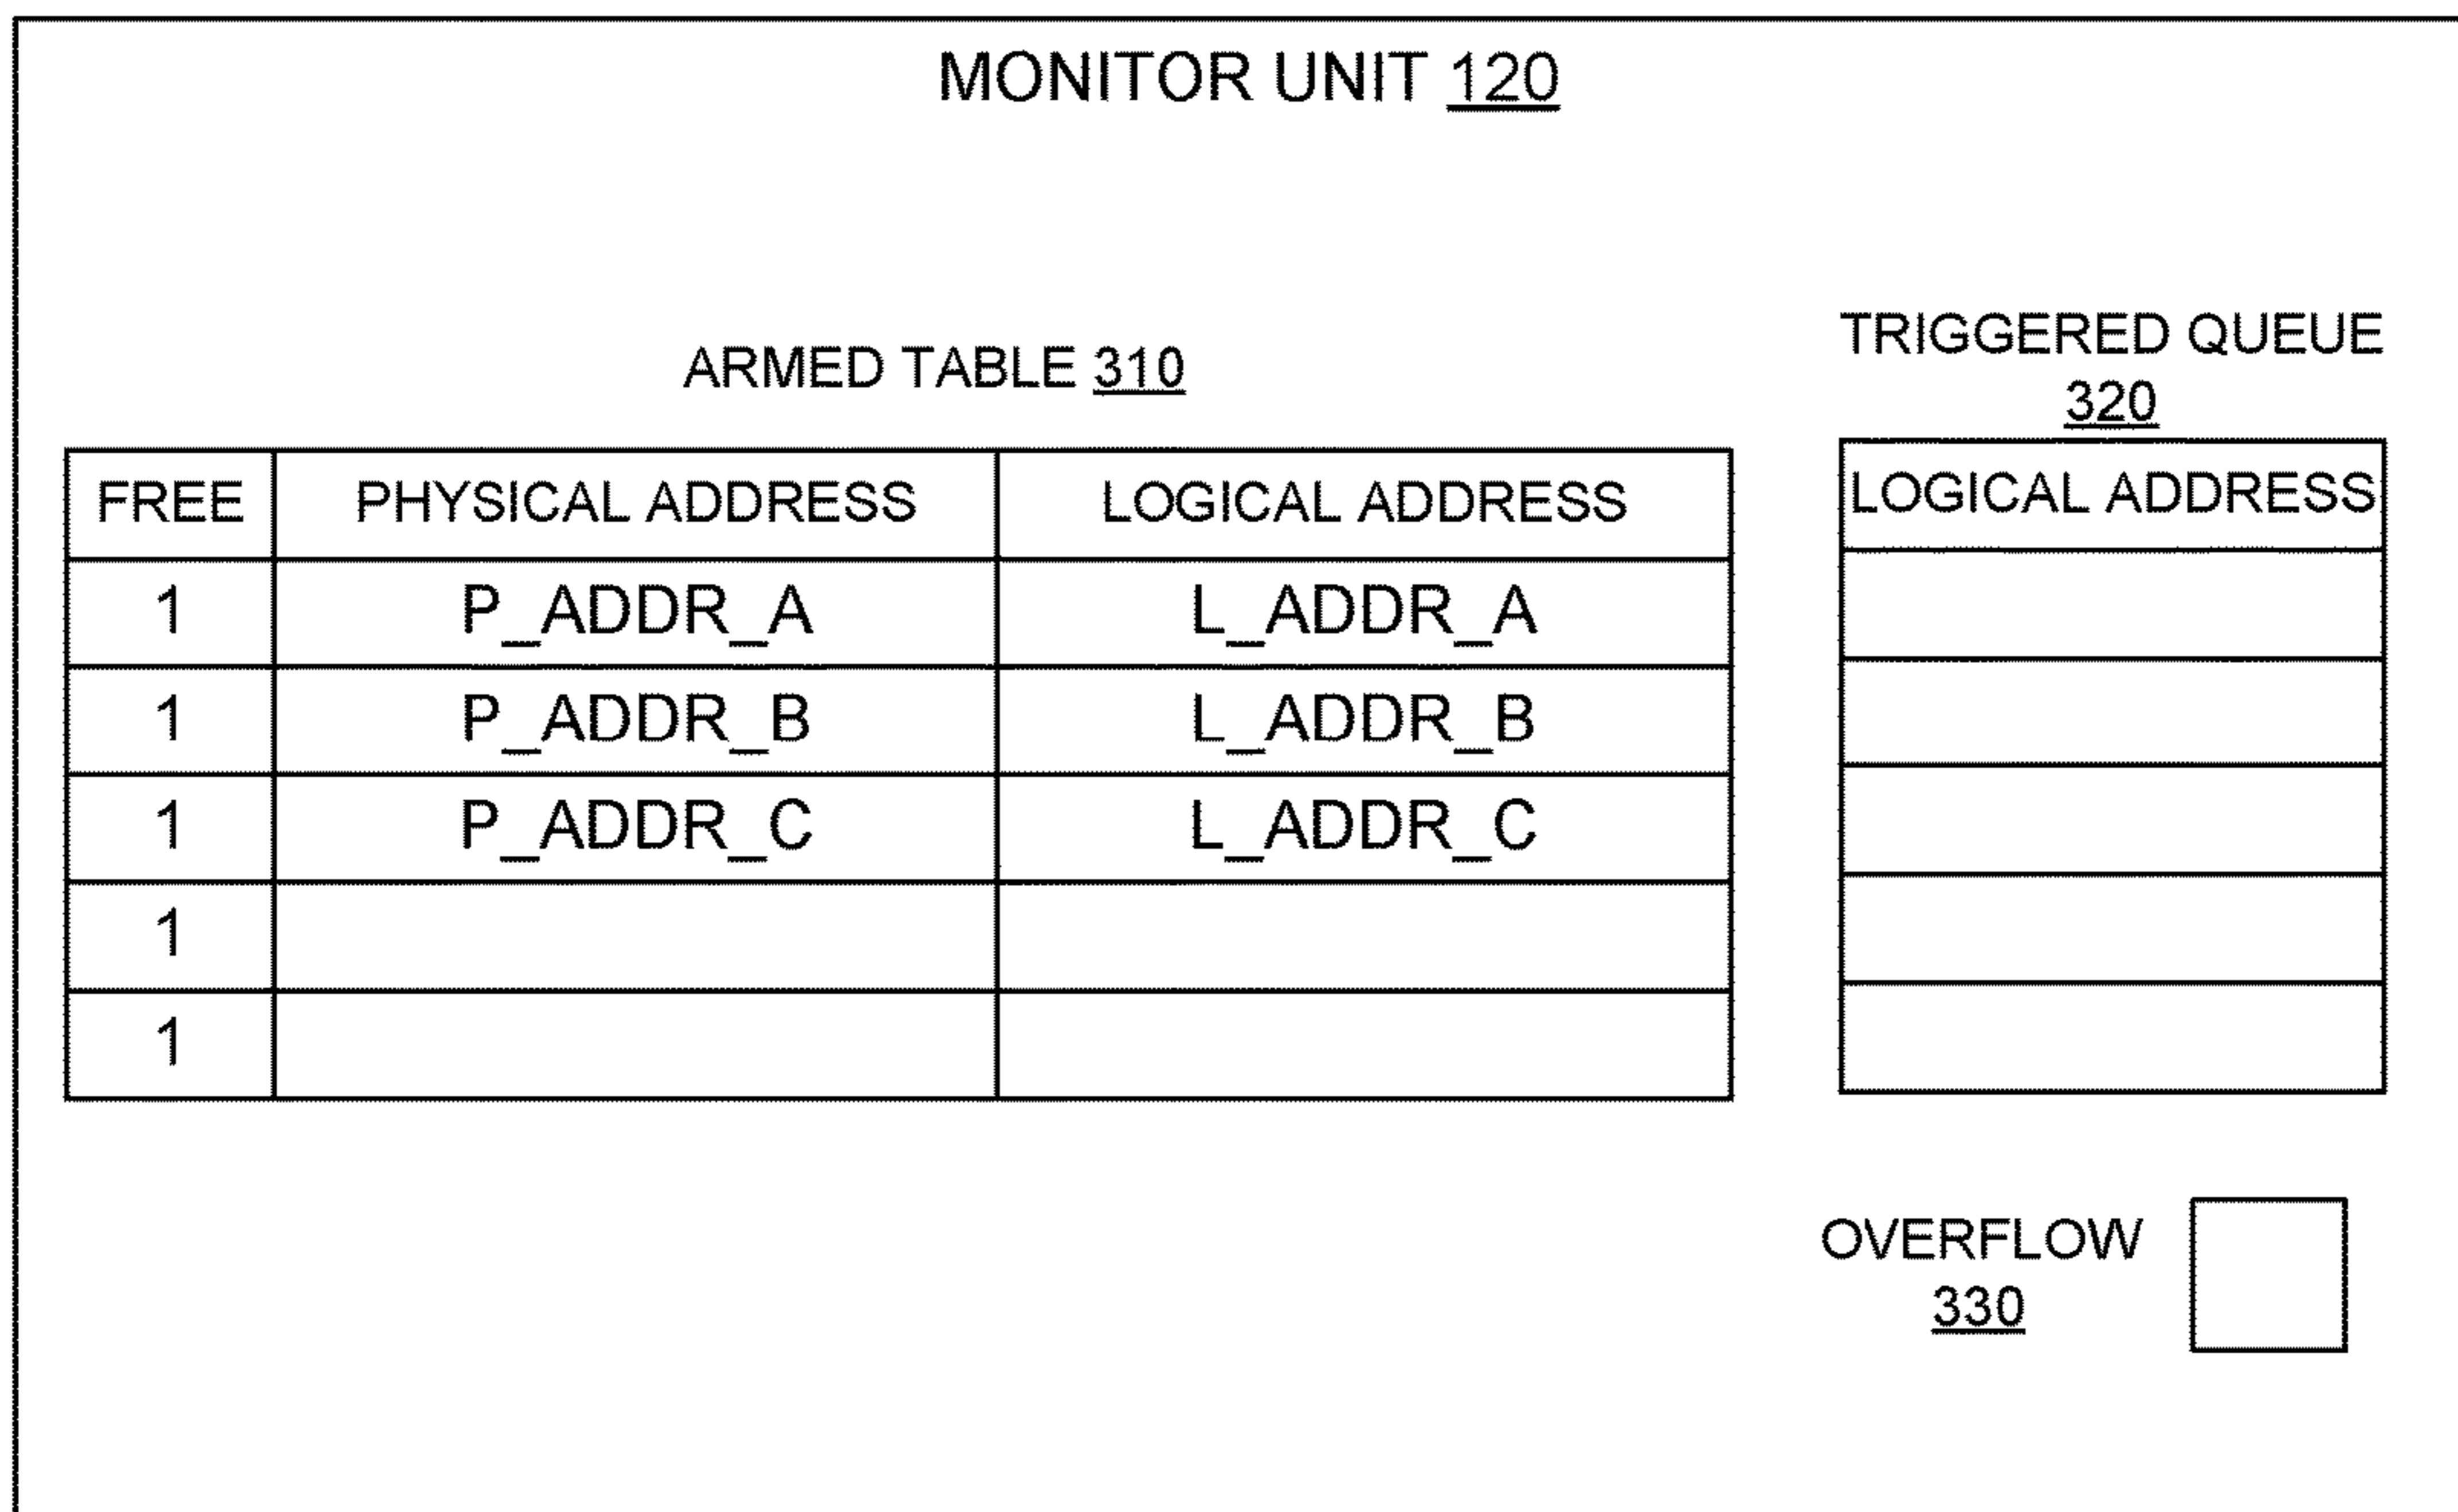 MONITOR UNIT 120
ARMED TABLE 310
FREE PHYSICAL ADDRESS LOGICAL ADDRESS
1 P_ADDR_A L_ADDR_A
1 P_ADDR_B L_ADDR_B
1 P_ADDR_C L_ADDR_C
1
1
TRIGGERED QUEUE
320
LOGICAL ADDRESS
OVERFLOW
330